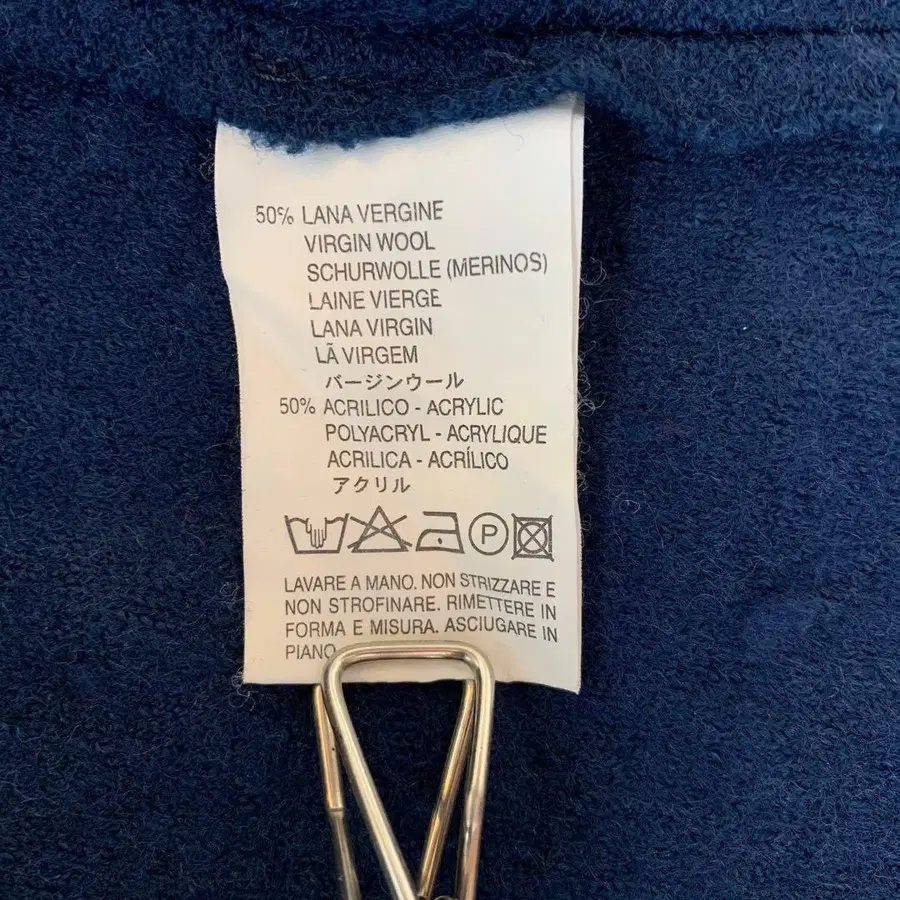 50% LANA VERGINE
VIRGIN WOOL
SCHURWOLLE (MERINOS)
LAINE VIERGE
LANA VIRGIN
LÃ VIRGEM
バージンウール
50% ACRILICO - ACRYLIC
POLYACRYL - ACRYLIQUE
ACRILICA - ACRÍLICO
アクリル
P
LAVARE A MANO. NON STRIZZARE E
NON STROFINARE. RIMETTERE IN
FORMA E MISURA. ASCIUGARE IN
PIANO